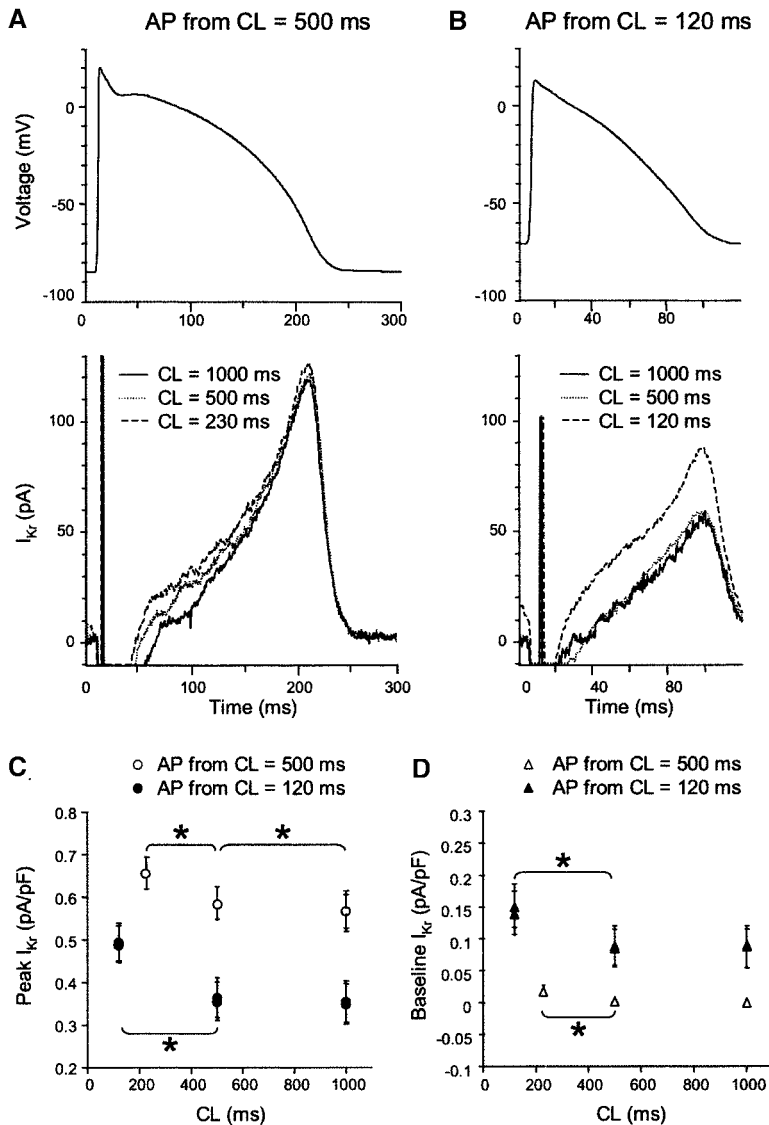 A
AP from CL = 500 ms
B
AP from CL = 120 ms
Voltage (mV)
0
-50
-100
0
100
200
300
0
-50
-100
0
40
80
I_Kr (pA)
100
50
0
CL = 1000 ms
CL = 500 ms
CL = 230 ms
0
100
200
300
Time (ms)
100
50
0
CL = 1000 ms
CL = 500 ms
CL = 120 ms
0
40
80
Time (ms)
C
AP from CL = 500 ms
AP from CL = 120 ms
Peak I_Kr (pA/pF)
0.8
0.7
0.6
0.5
0.4
0.3
0.2
*
*
*
0
200
400
600
800
1000
CL (ms)
D
AP from CL = 500 ms
AP from CL = 120 ms
Baseline I_Kr (pA/pF)
0.3
0.25
0.2
0.15
0.1
0.05
0
-0.05
-0.1
*
*
0
200
400
600
800
1000
CL (ms)